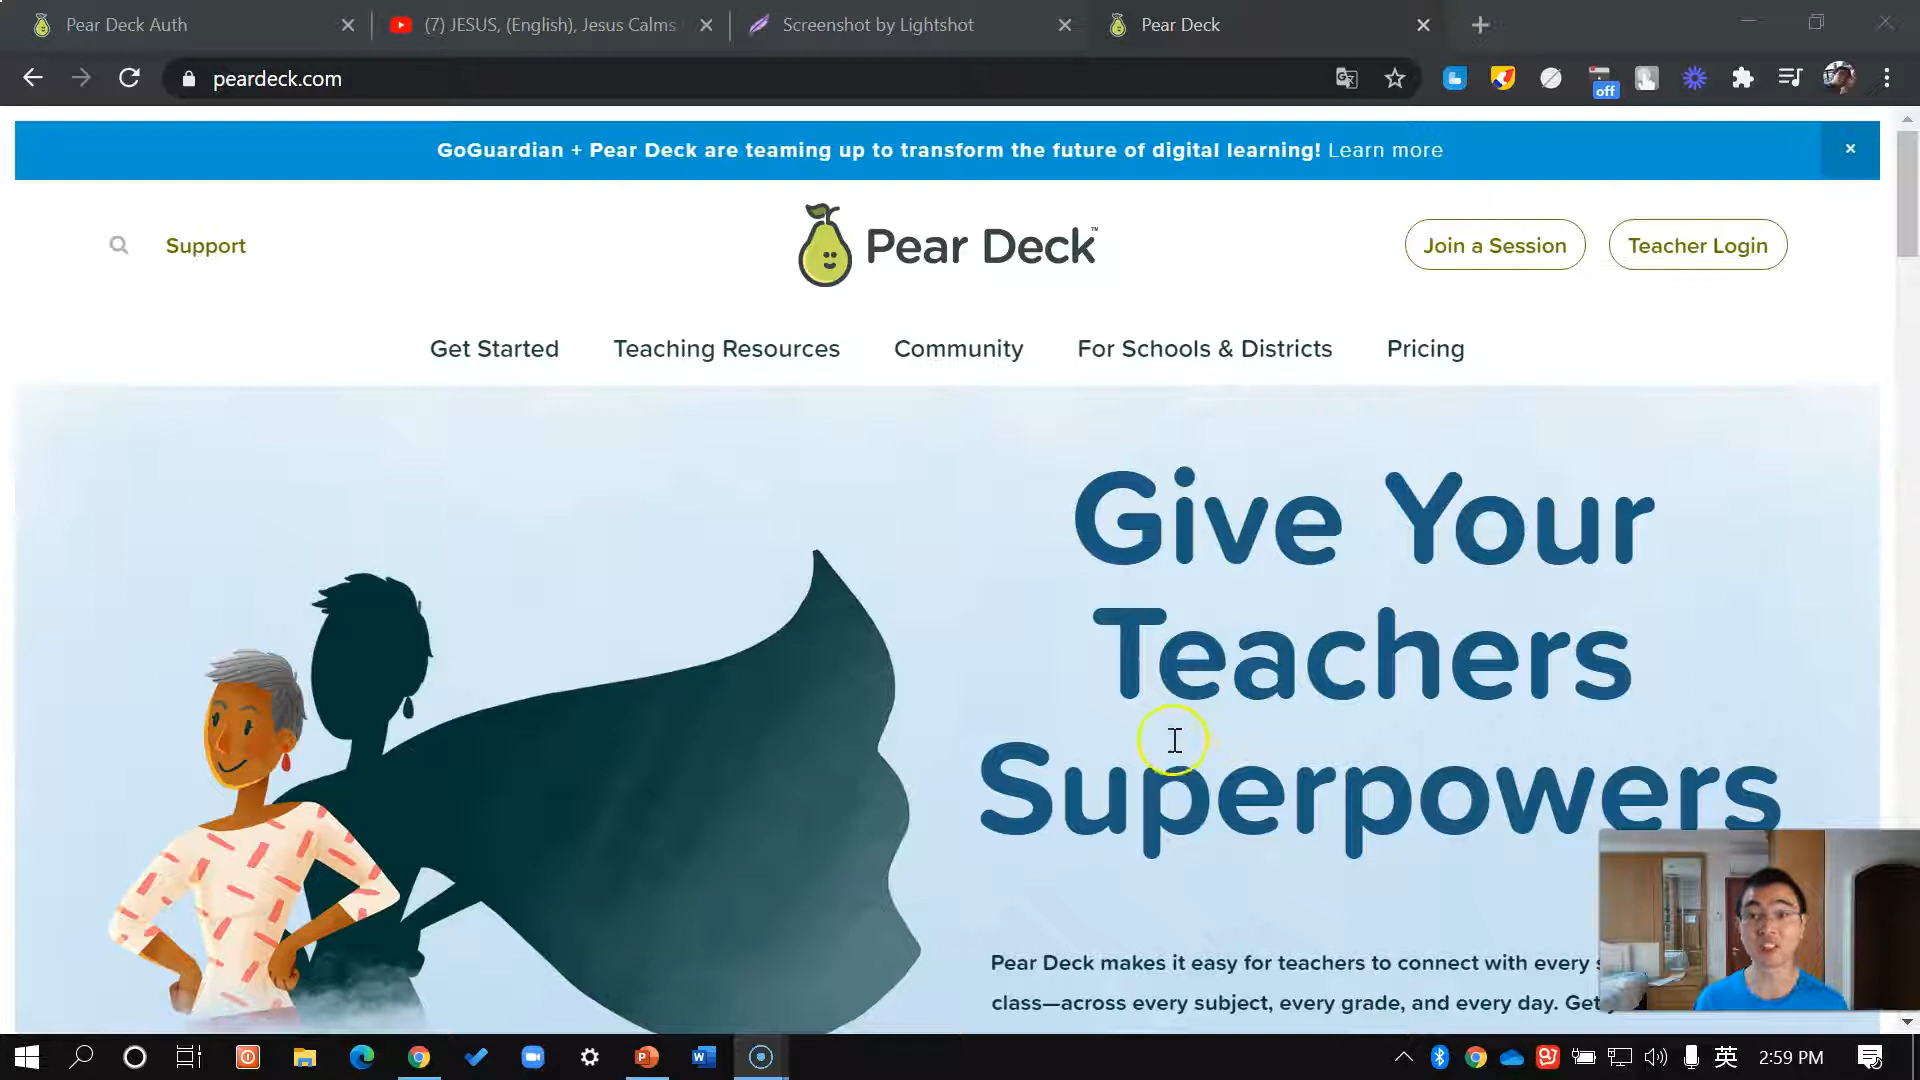 Pear Deck Auth
(7) JESUS, (English), Jesus Calms
Screenshot by Lightshot
Pear Deck
peardeck.com
off
GoGuardian + Pear Deck are teaming up to transform the future of digital learning! Learn more
Support
Pear Deck™
Join a Session
Teacher Login
Get Started
Teaching Resources
Community
For Schools & Districts
Pricing
Give Your
Teachers
Superpowers
Pear Deck makes it easy for teachers to connect with every
class—across every subject, every grade, and every day. Get
英
2:59 PM